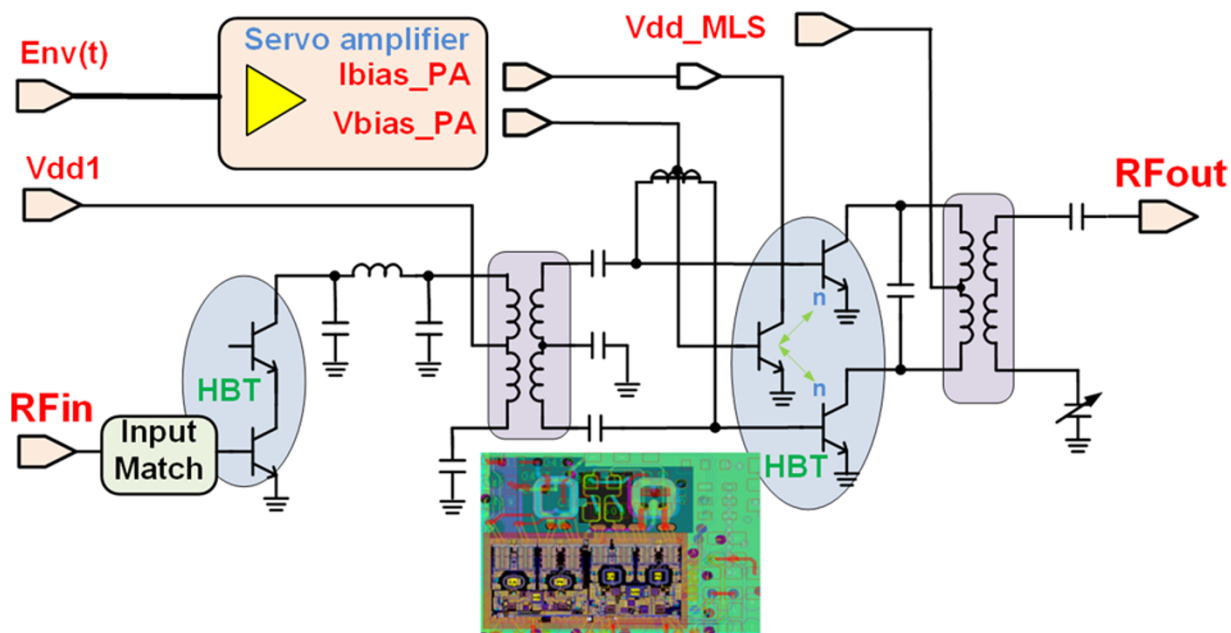 Servo amplifier
Vdd_MLS
Env(t)
Ibias_PA
Vbias_PA
Vdd1
RFout
n
HBT
RFin
Input
Match
n
HBT